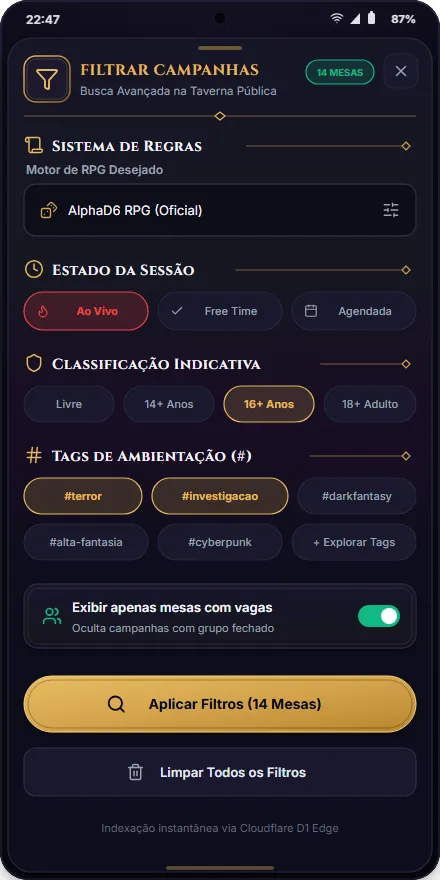 22:47
87%
FILTRAR CAMPANHAS
Busca Avançada na Taverna Pública
14 MESAS
SISTEMA DE REGRAS
Motor de RPG Desejado
AlphaD6 RPG (Oficial)
ESTADO DA SESSÃO
Ao Vivo
Free Time
Agendada
CLASSIFICAÇÃO INDICATIVA
Livre
14+ Anos
16+ Anos
18+ Adulto
TAGS DE AMBIENTAÇÃO (#)
#terror
#investigacao
#darkfantasy
#alta-fantasia
#cyberpunk
+ Explorar Tags
Exibir apenas mesas com vagas
Oculta campanhas com grupo fechado
Aplicar Filtros (14 Mesas)
Limpar Todos os Filtros
Indexação instantânea via Cloudflare D1 Edge